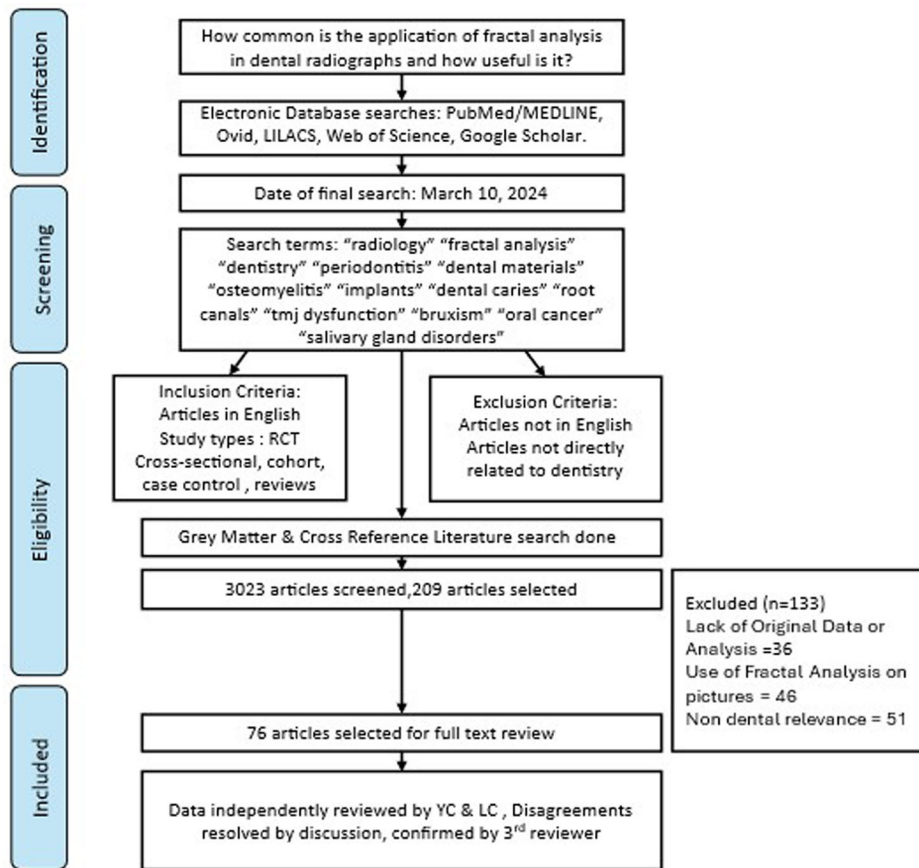 Identification
How common is the application of fractal analysis
in dental radiographs and how useful is it?
Electronic Database searches: PubMed/MEDLINE,
Ovid, LILACS, Web of Science, Google Scholar.
Screening
Date of final search: March 10, 2024
Search terms: “radiology” “fractal analysis”
“dentistry” “periodontitis” “dental materials”
“osteomyelitis” “implants” “dental caries” “root
canals” “tmj dysfunction” “bruxism” “oral cancer”
“salivary gland disorders”
Eligibility
Inclusion Criteria:
Articles in English
Study types : RCT
Cross-sectional, cohort,
case control , reviews
Exclusion Criteria:
Articles not in English
Articles not directly
related to dentistry
Grey Matter & Cross Reference Literature search done
3023 articles screened,209 articles selected
Excluded (n=133)
Lack of Original Data or
Analysis =36
Use of Fractal Analysis on
pictures = 46
Non dental relevance = 51
Included
76 articles selected for full text review
Data independently reviewed by YC & LC , Disagreements
resolved by discussion, confirmed by 3rd reviewer